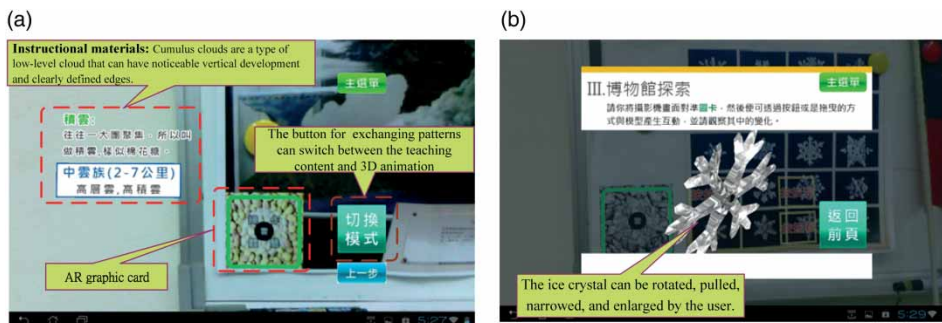 (a)
Instructional materials: Cumulus clouds are a type of
low-level cloud that can have noticeable vertical development
and clearly defined edges.
主選單
積雲:
往往一大團聚集，所以叫
做積雲,樣似棉花糖。
中雲族(2-7公里)
高層雲,高積雲
The button for exchanging patterns
can switch between the teaching
content and 3D animation
切換
模式
上一步
AR graphic card
5:27
(b)
主選單
III.博物館探索
請你將攝影機畫面對準圖卡，然後便可透過按鈕或是拖曳的方
式與模型產生互動，並請觀察其中的變化。
返回
前頁
The ice crystal can be rotated, pulled,
narrowed, and enlarged by the user.
5:29